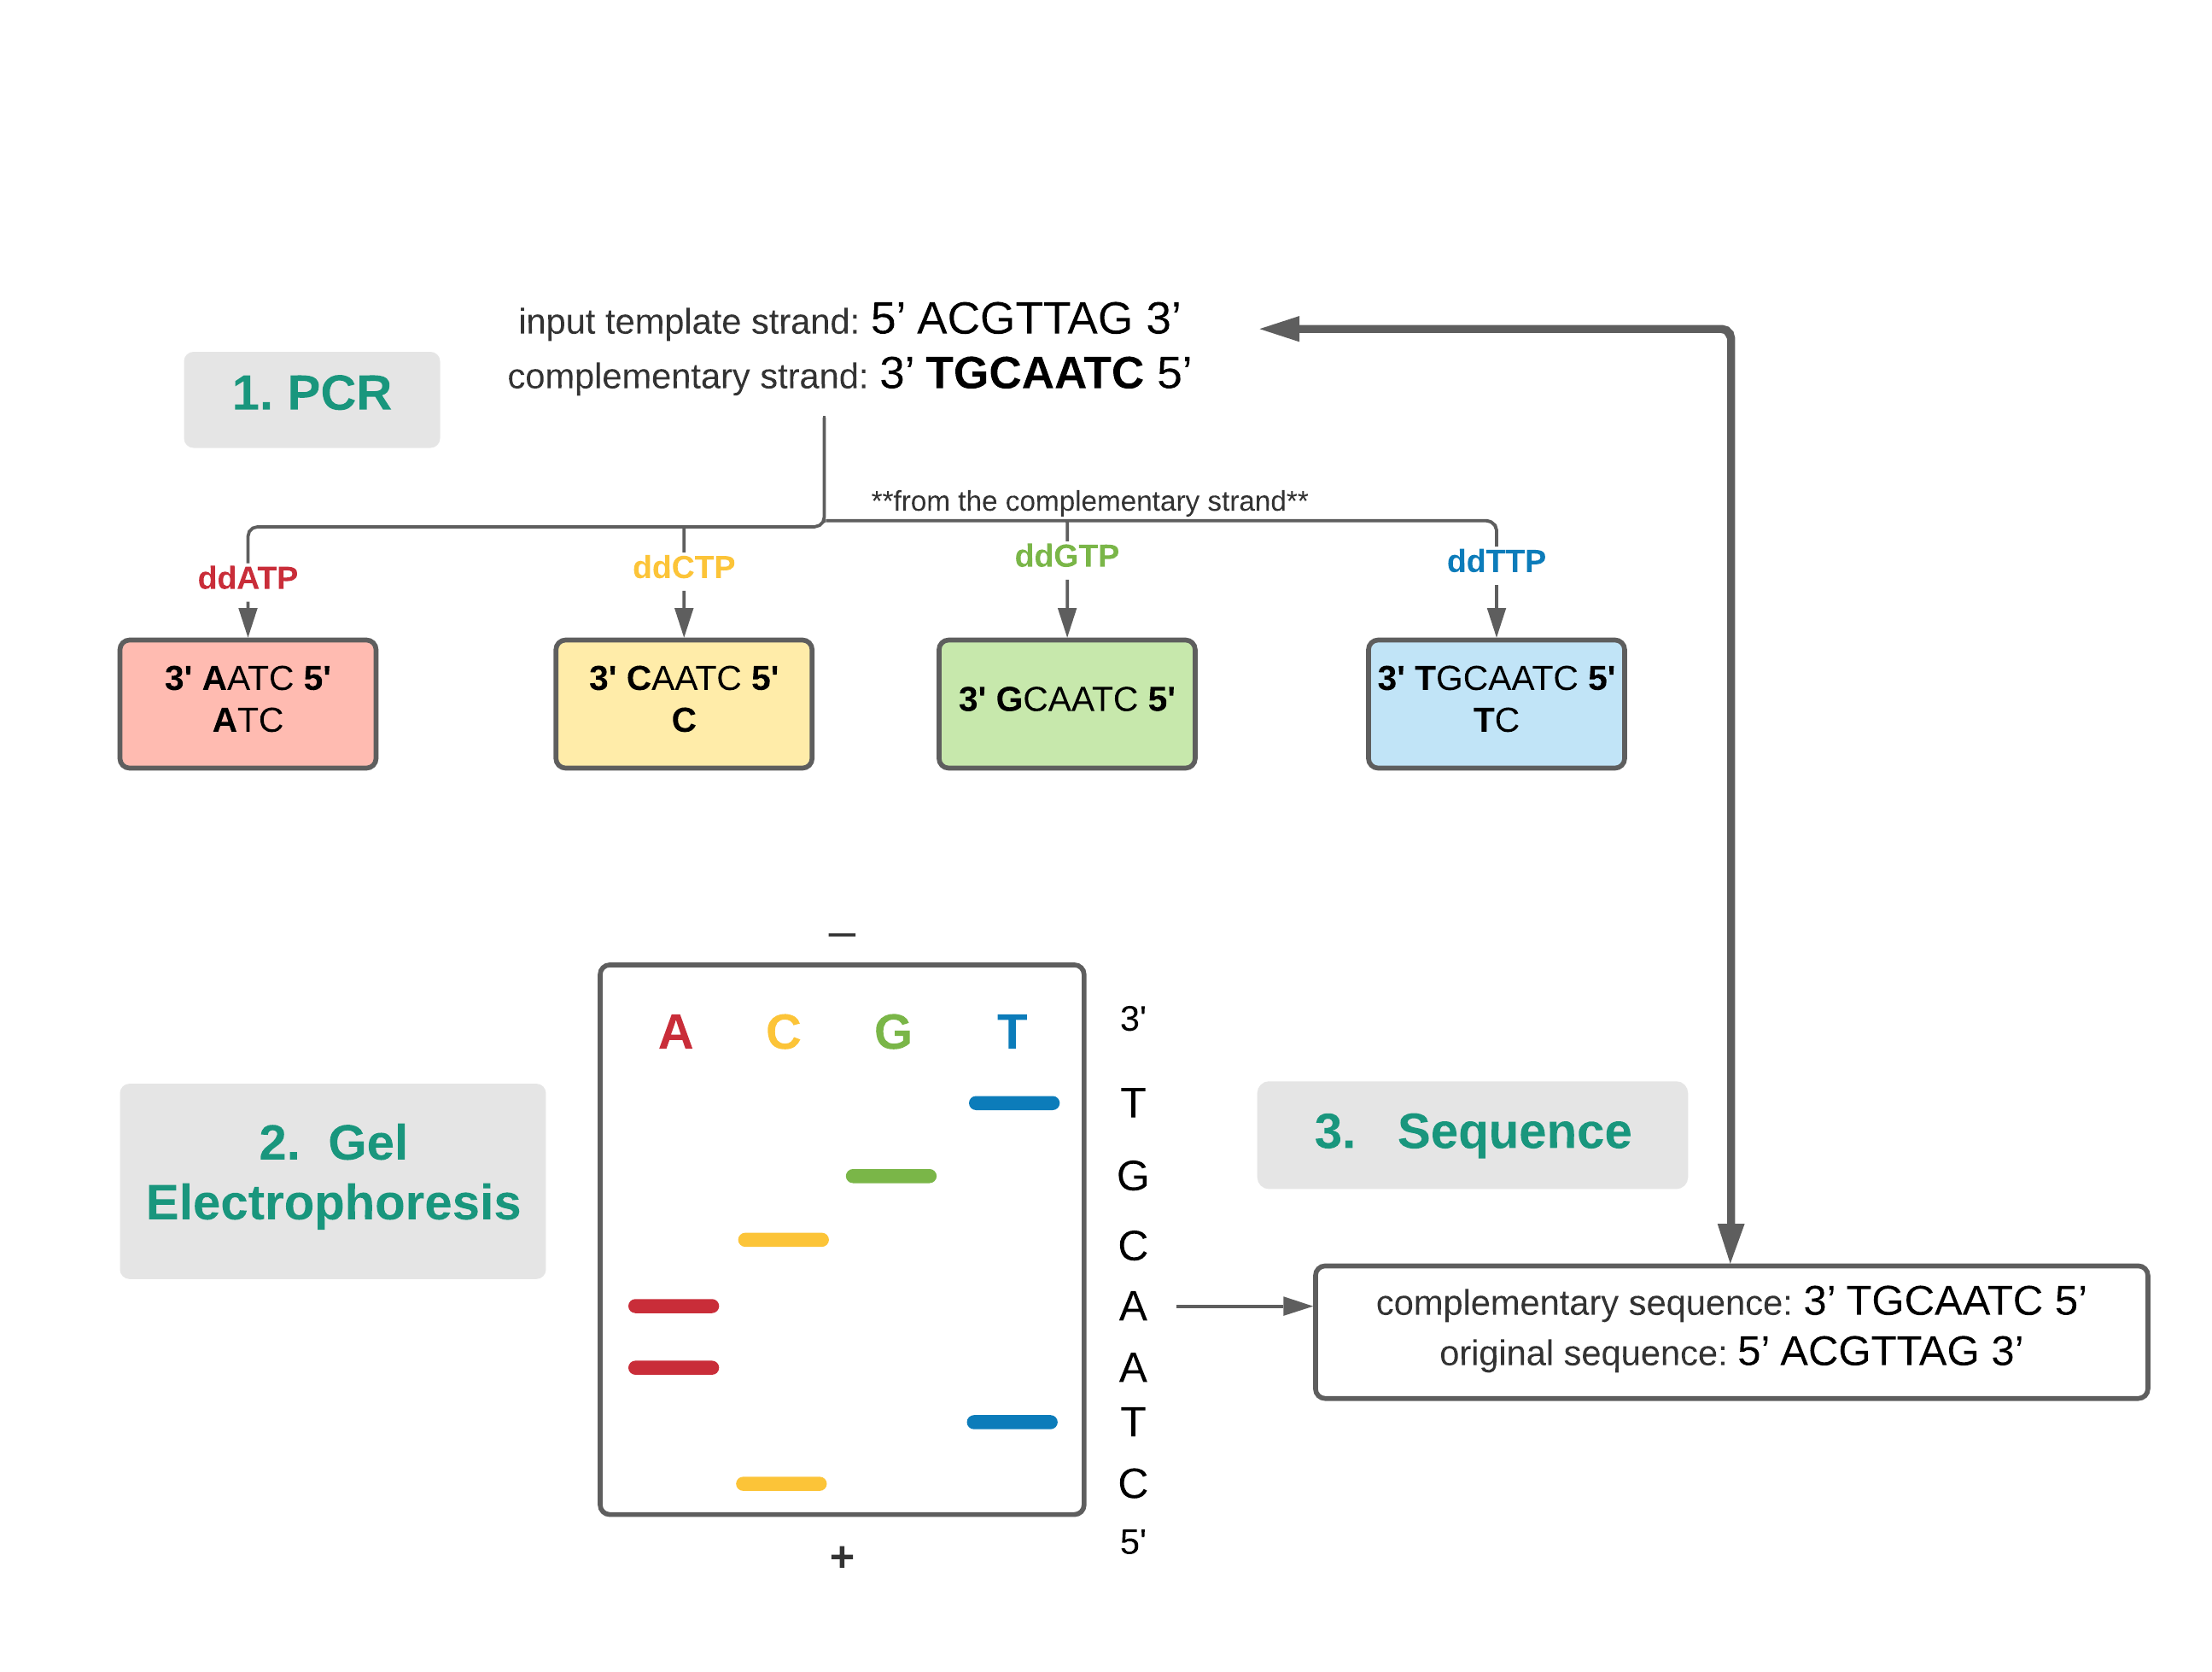 input template strand: 5’ ACGTTAG 3’
complementary strand: 3’ TGCAATC 5’
1. PCR
**from the complementary strand**
ddATP
ddCTP
ddGTP
ddTTP
3' AATC 5'
ATC
3' CAATC 5'
C
3' GCAATC 5'
3' TGCAATC 5'
TC
–
A C G T
3'
T
G
C
A
A
T
C
5'
+
2. Gel
Electrophoresis
3. Sequence
complementary sequence: 3’ TGCAATC 5’
original sequence: 5’ ACGTTAG 3’